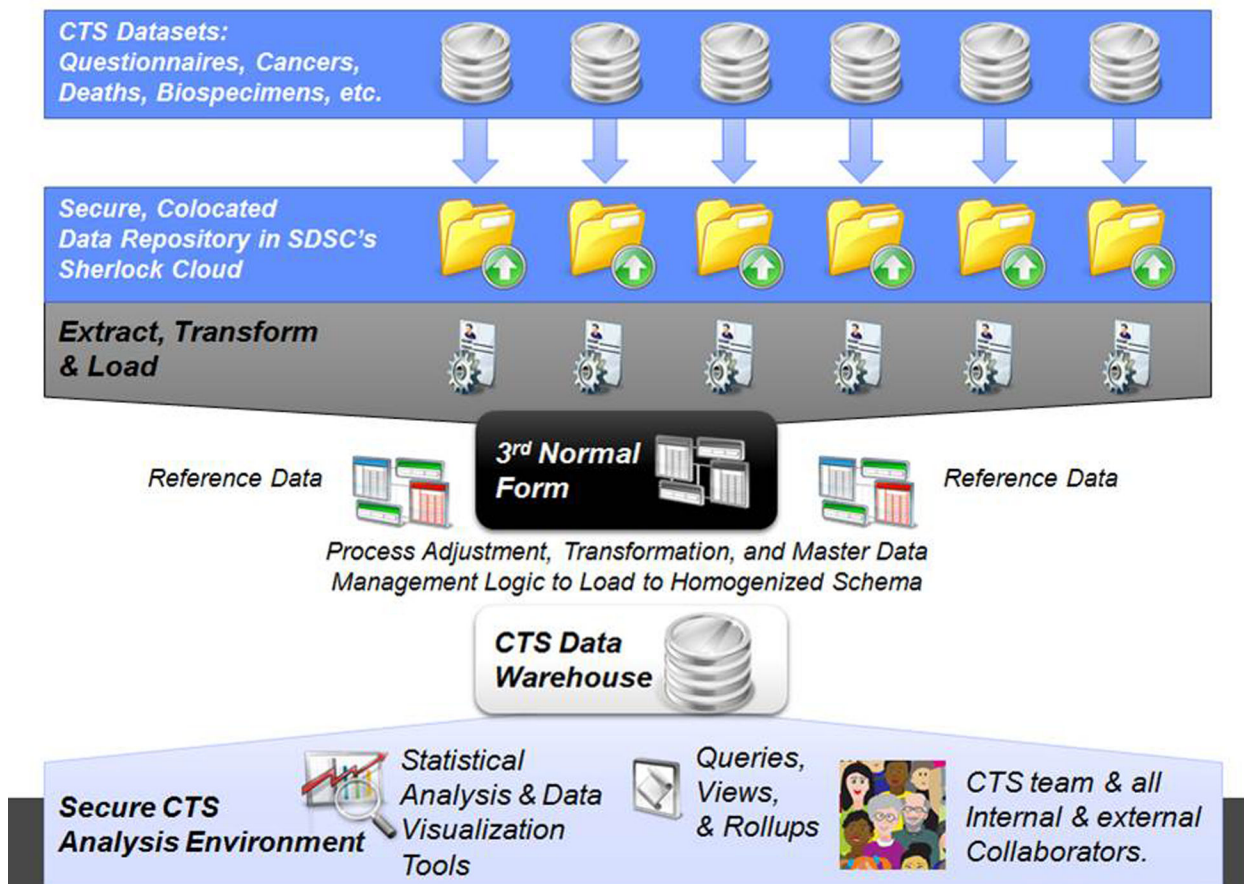 CTS Datasets:
Questionnaires, Cancers,
Deaths, Biospecimens, etc.
Secure, Colocated
Data Repository in SDSC's
Sherlock Cloud
Extract, Transform
& Load
3rd Normal
Form
Reference Data
Reference Data
Process Adjustment, Transformation, and Master Data
Management Logic to Load to Homogenized Schema
CTS Data
Warehouse
Secure CTS
Analysis Environment
Statistical
Analysis & Data
Visualization
Tools
Queries,
Views,
& Rollups
CTS team & all
Internal & external
Collaborators.